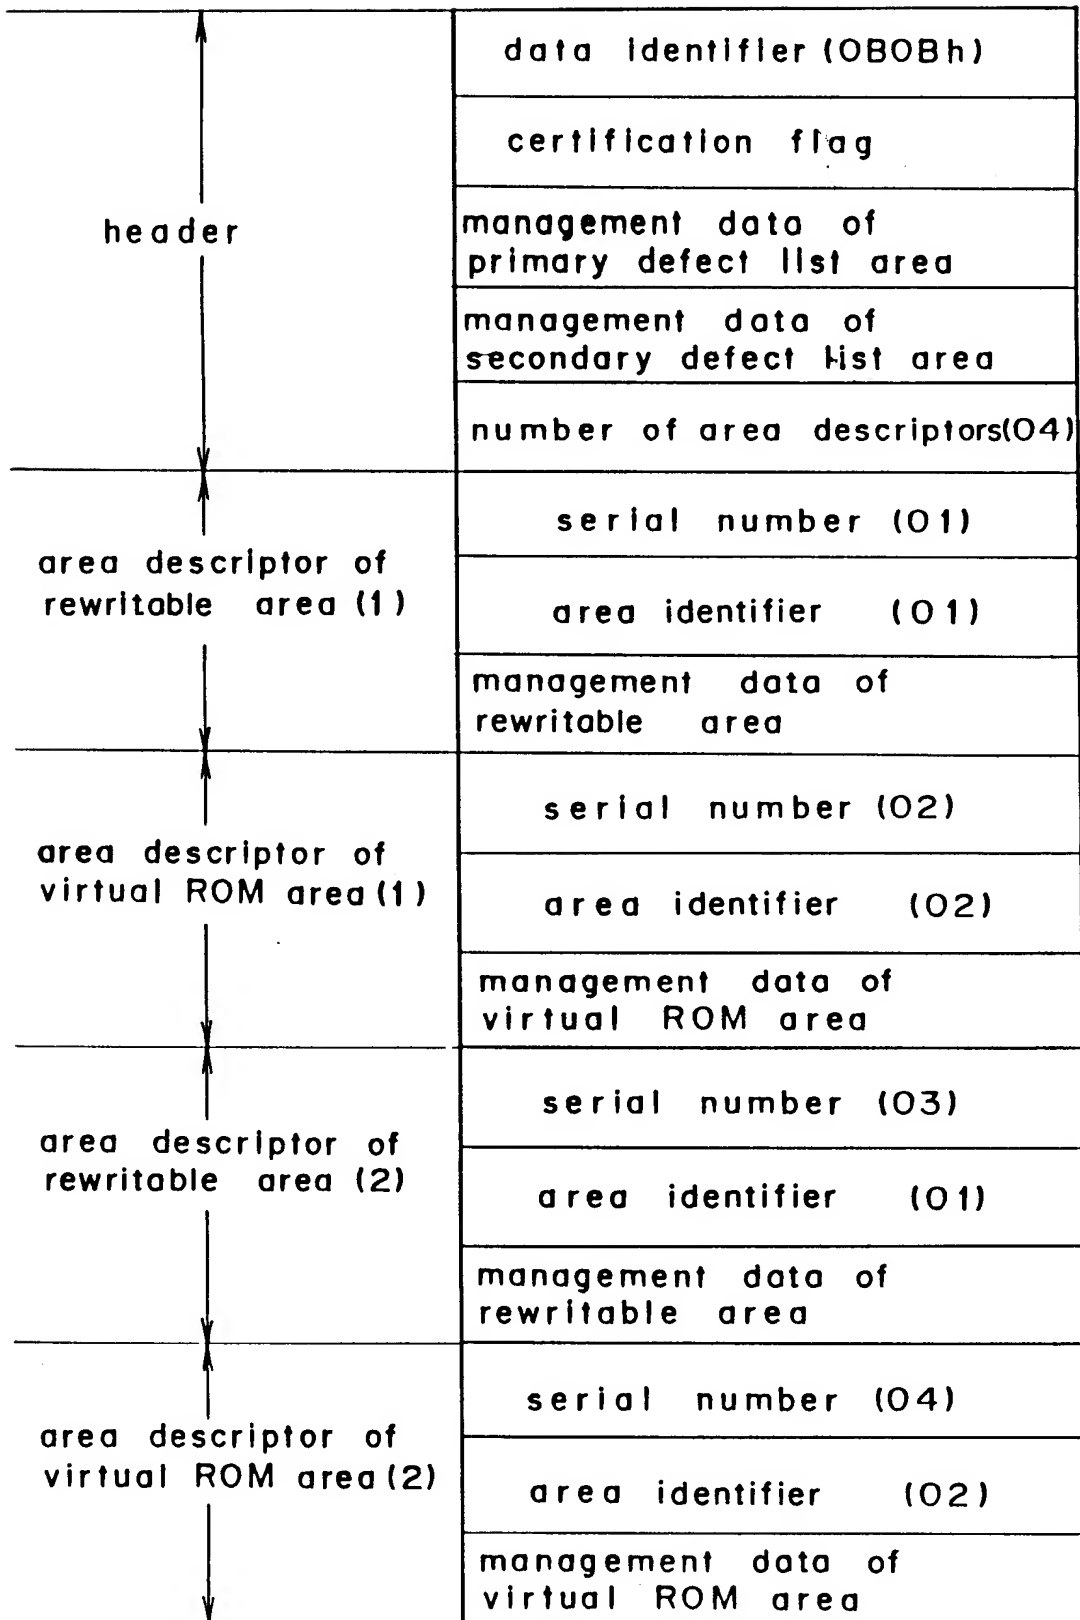 header
data identifier (0B0Bh)
certification flag
management data of
primary defect list area
management data of
secondary defect list area
number of area descriptors(04)
area descriptor of
rewritable area (1)
serial number (01)
area identifier (01)
management data of
rewritable area
area descriptor of
virtual ROM area (1)
serial number (02)
area identifier (02)
management data of
virtual ROM area
area descriptor of
rewritable area (2)
serial number (03)
area identifier (01)
management data of
rewritable area
area descriptor of
virtual ROM area (2)
serial number (04)
area identifier (02)
management data of
virtual ROM area